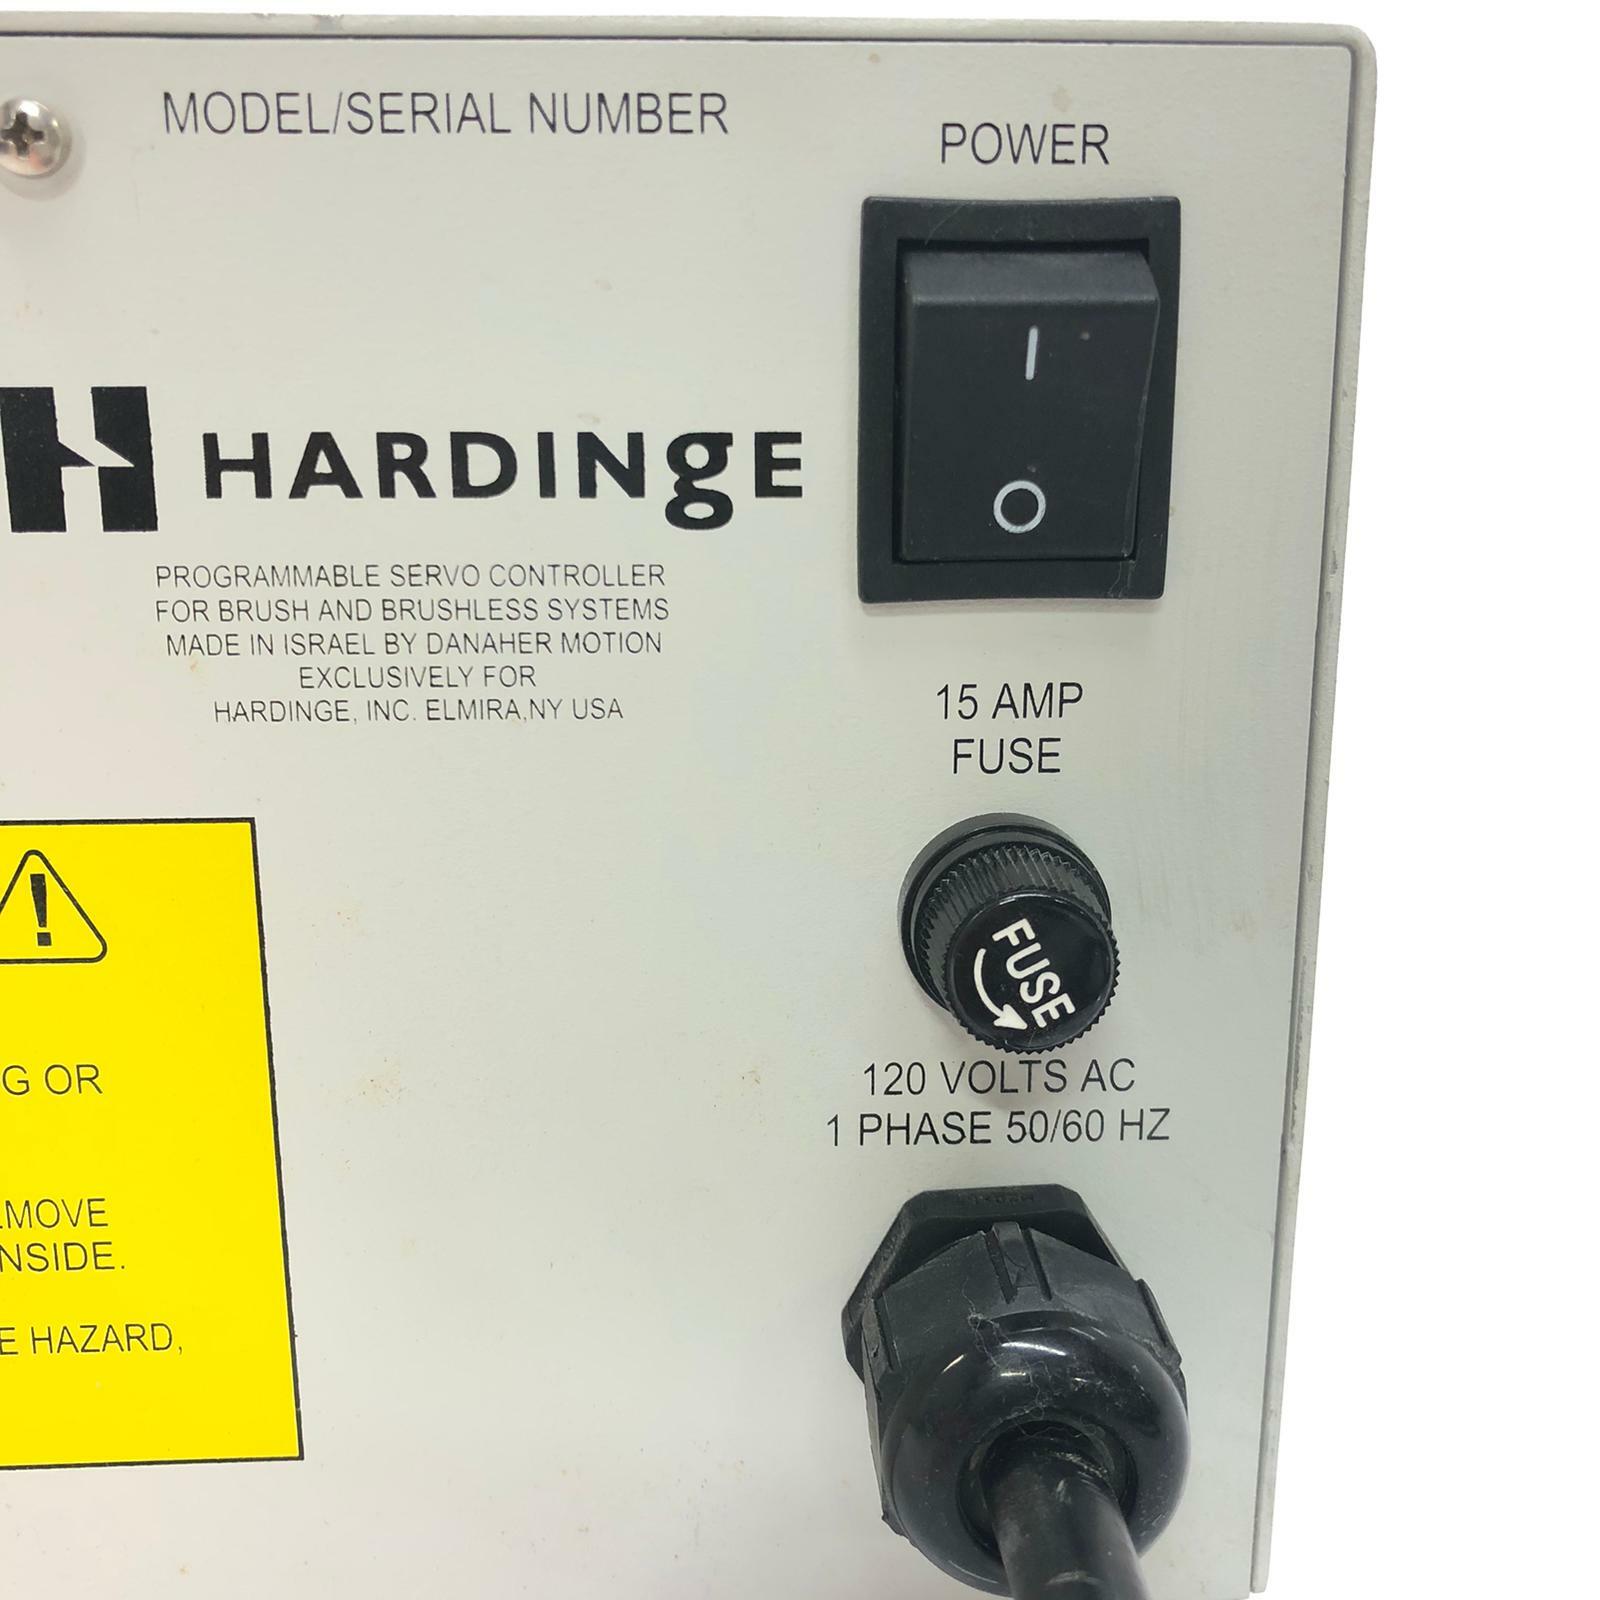 MODEL/SERIAL NUMBER
POWER
I
O
HARDINgE
PROGRAMMABLE SERVO CONTROLLER
FOR BRUSH AND BRUSHLESS SYSTEMS
MADE IN ISRAEL BY DANAHER MOTION
EXCLUSIVELY FOR
HARDINGE, INC. ELMIRA,NY USA
15 AMP
FUSE
FUSE
120 VOLTS AC
1 PHASE 50/60 HZ
!
G OR
MOVE
NSIDE.
E HAZARD,